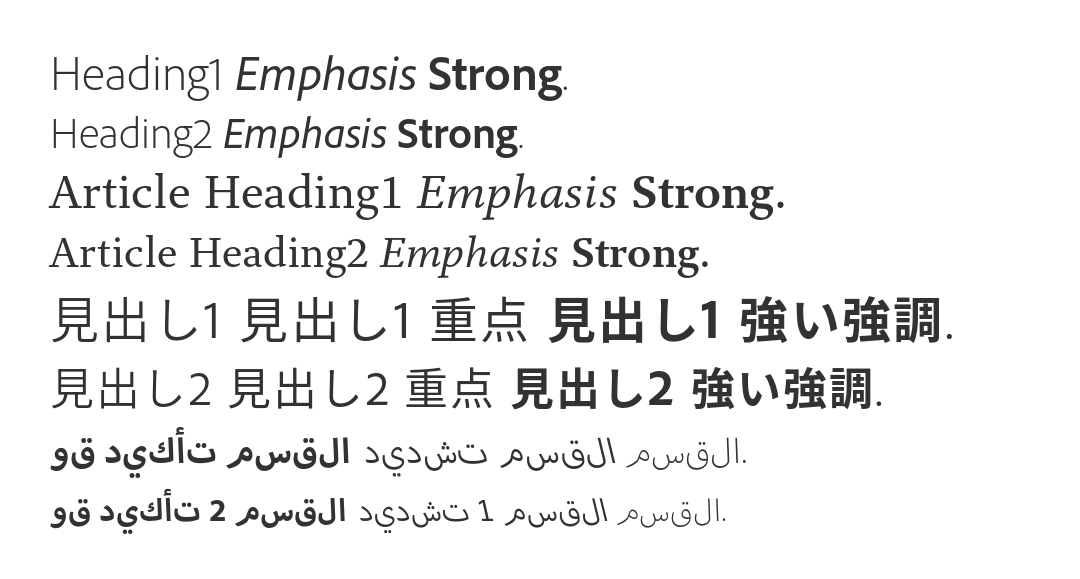 Heading1 Emphasis Strong.
Heading2 Emphasis Strong.
Article Heading1 Emphasis Strong.
Article Heading2 Emphasis Strong.
見出し1 見出し1 重点 見出し1 強い強調.
見出し2 見出し2 重点 見出し2 強い強調.
القسم القسم تشديد القسم تأكيد قو.
القسم القسم 1 تشديد القسم 2 تأكيد قو.